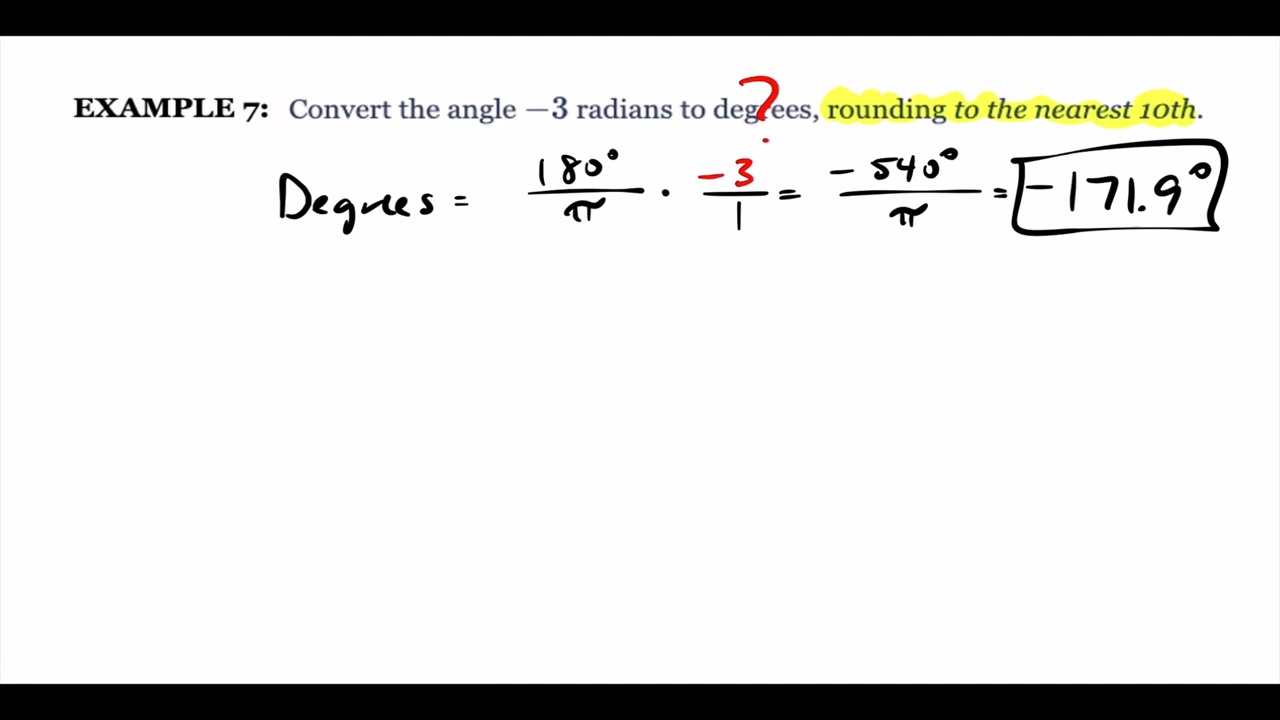 EXAMPLE 7: Convert the angle −3 radians to degrees, rounding to the nearest 10th.
?
Degrees = 180°/π · -3/1 = -540°/π = -171.9°